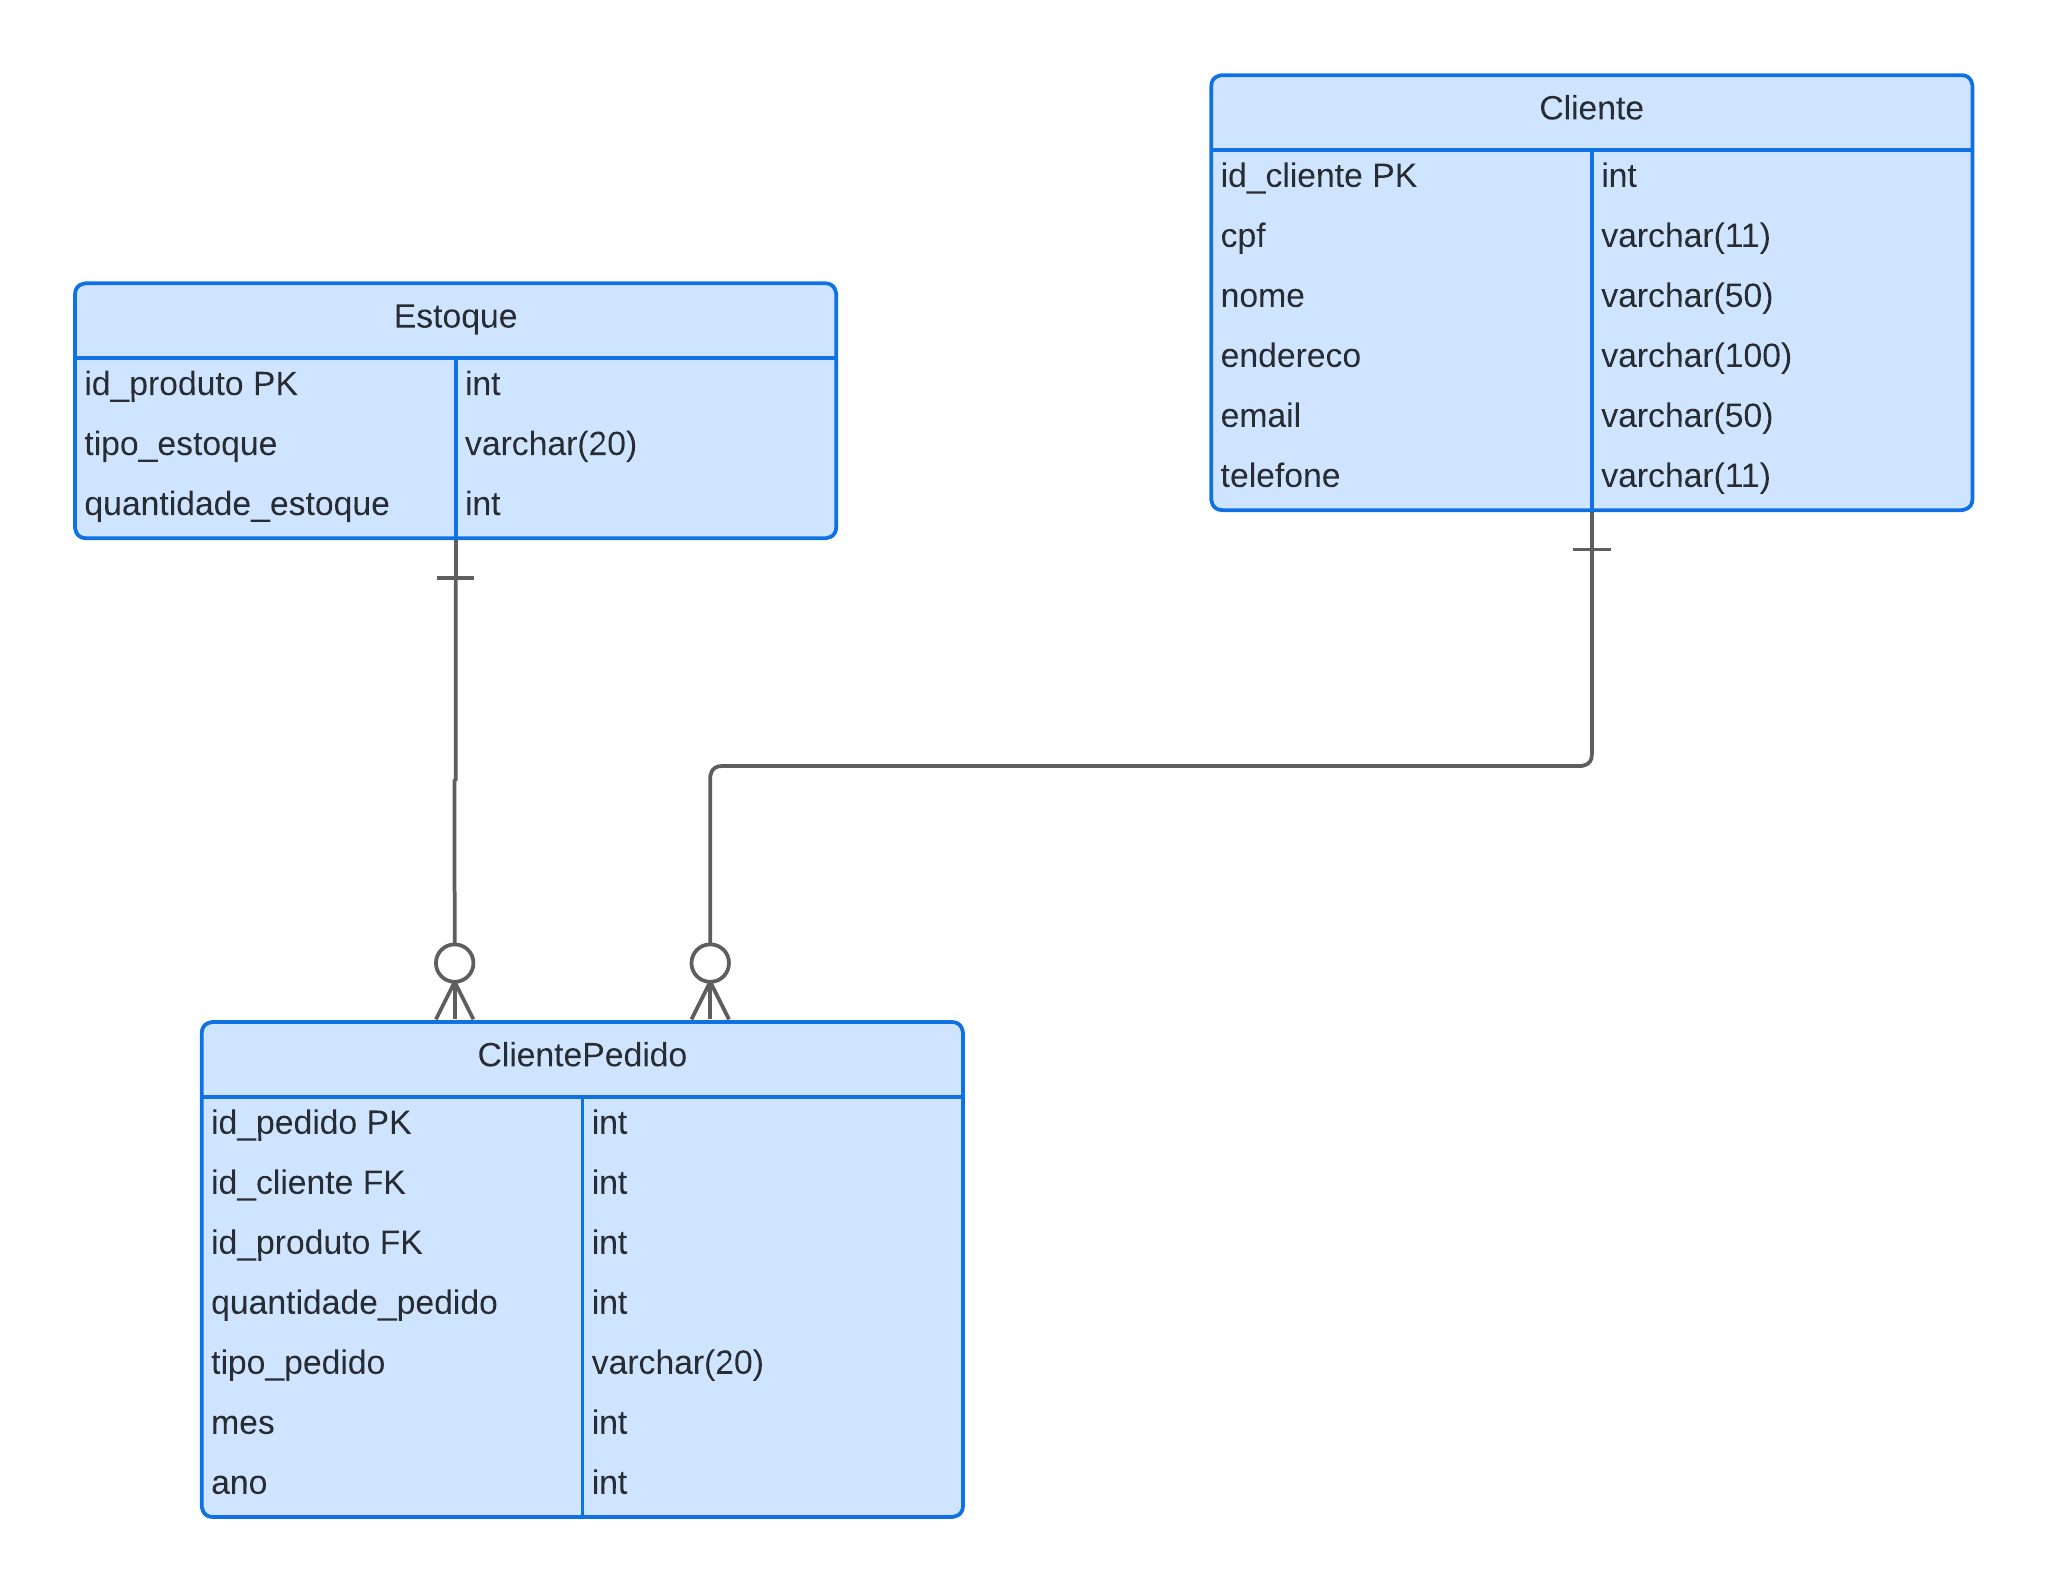 Cliente
id_cliente PK int
cpf varchar(11)
nome varchar(50)
endereco varchar(100)
email varchar(50)
telefone varchar(11)
Estoque
id_produto PK int
tipo_estoque varchar(20)
quantidade_estoque int
ClientePedido
id_pedido PK int
id_cliente FK int
id_produto FK int
quantidade_pedido int
tipo_pedido varchar(20)
mes int
ano int